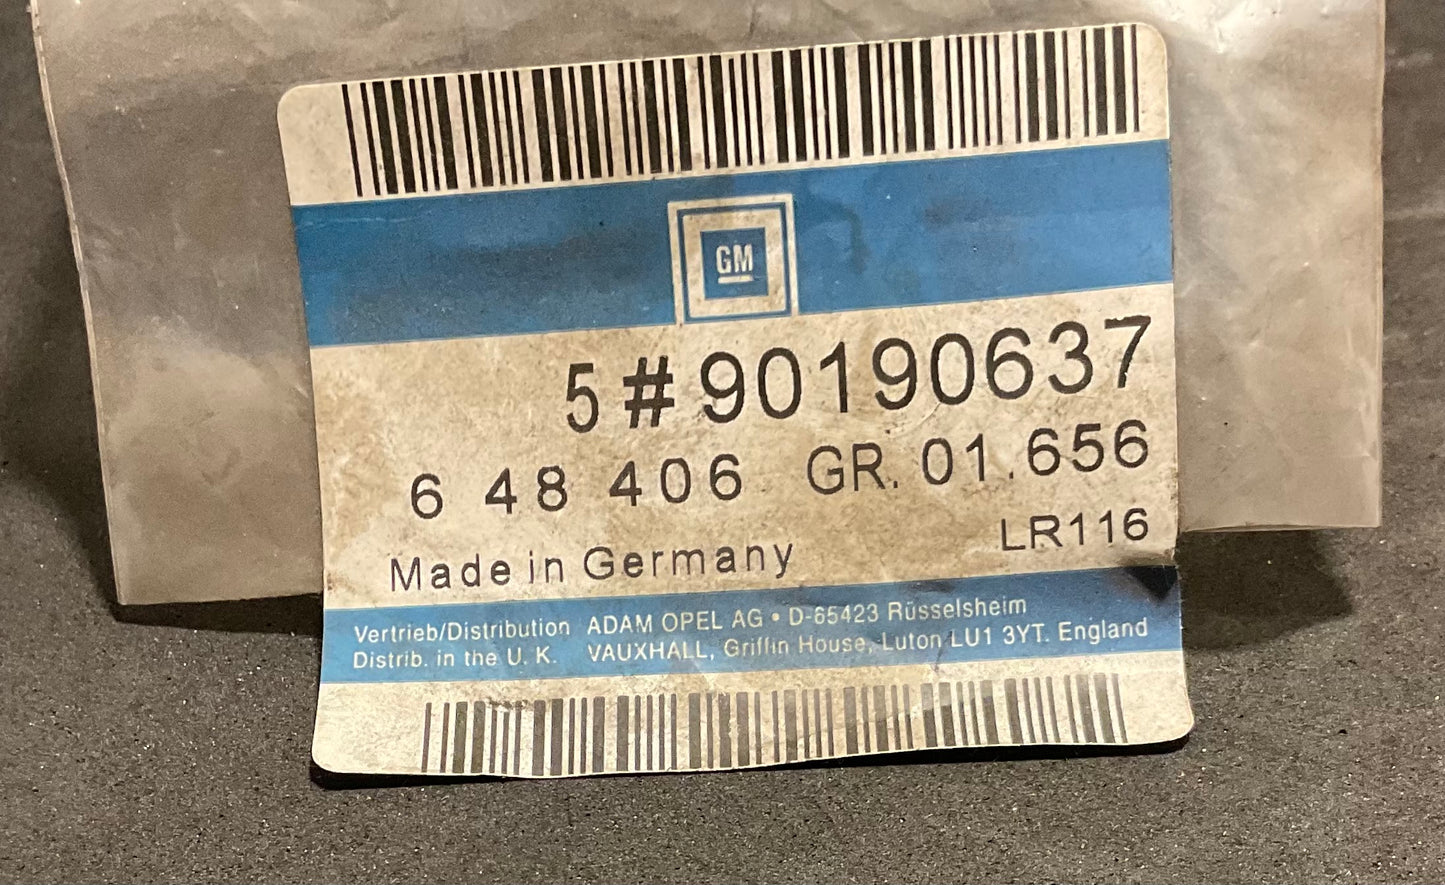 GM
5#90190637
6 48 406 GR. 01.656
LR116
Made in Germany
Vertrieb/Distribution ADAM OPEL AG • D-65423 Rüsselsheim
Distrib. in the U. K. VAUXHALL, Griffin House, Luton LU1 3YT. England